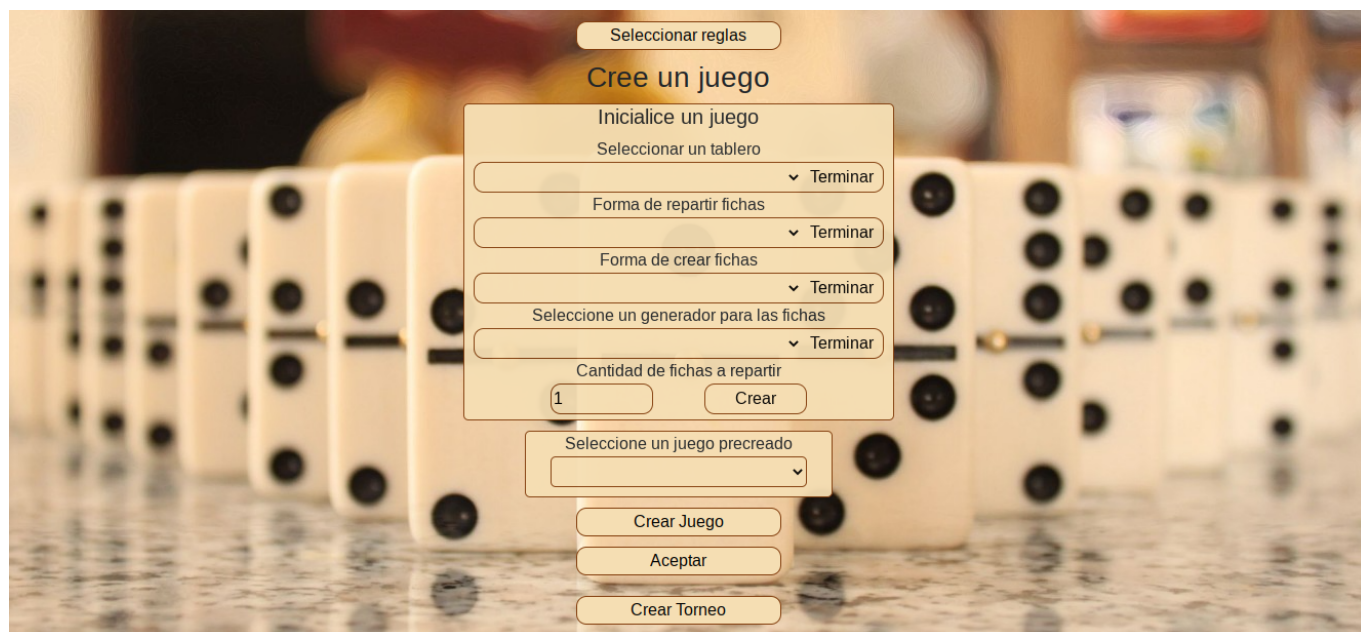 Seleccionar reglas
Cree un juego
Inicialice un juego
Seleccionar un tablero
Terminar
Forma de repartir fichas
Terminar
Forma de crear fichas
Terminar
Seleccione un generador para las fichas
Terminar
Cantidad de fichas a repartir
1 Crear
Seleccione un juego precreado
Crear Juego
Aceptar
Crear Torneo